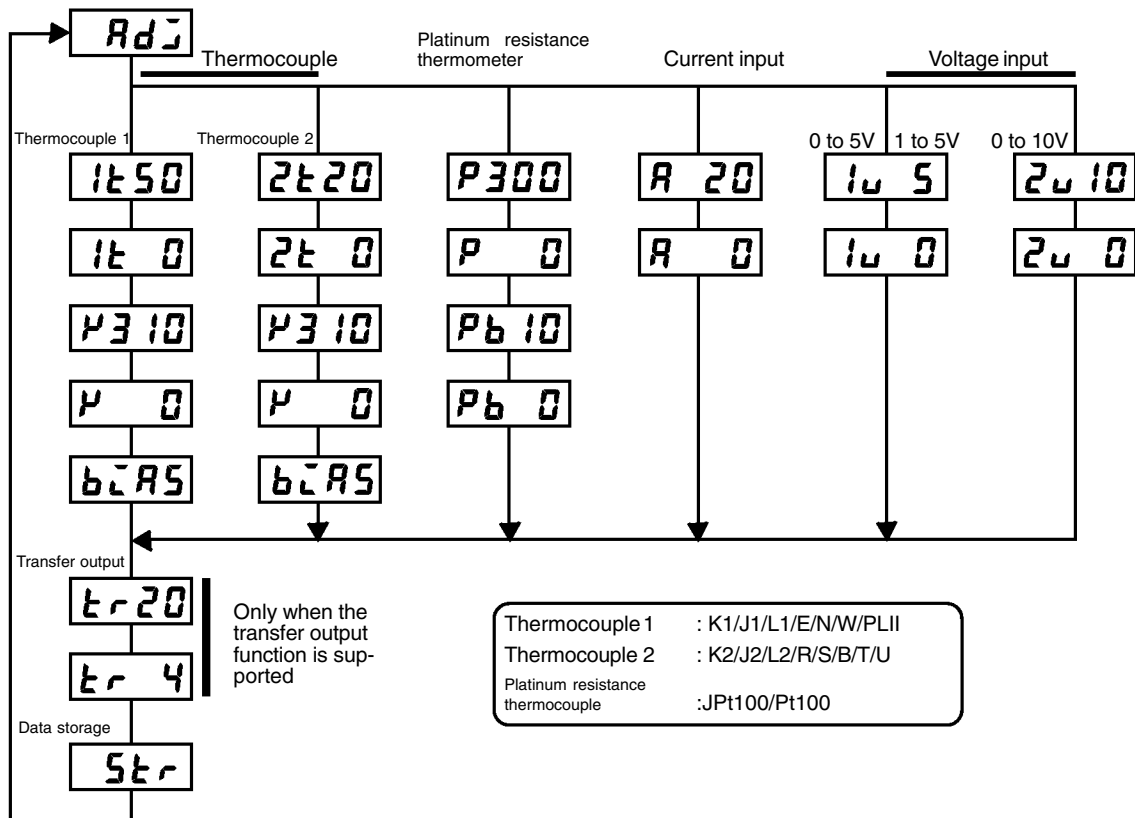 Adj
Thermocouple
Platinum resistance
thermometer
Current input
Voltage input
Thermocouple 1
Thermocouple 2
0 to 5V 1 to 5V 0 to 10V
1t50 2t20 P300 A 20 1u 5 2u 10
1t 0 2t 0 P 0 A 0 1u 0 2u 0
Y310 Y310 Pb10
Y 0 Y 0 Pb 0
biAS biAS
Transfer output
tr20
tr 4
Only when the
transfer output
function is sup-
ported
Data storage
Str
Thermocouple 1 : K1/J1/L1/E/N/W/PLII
Thermocouple 2 : K2/J2/L2/R/S/B/T/U
Platinum resistance
thermocouple :JPt100/Pt100